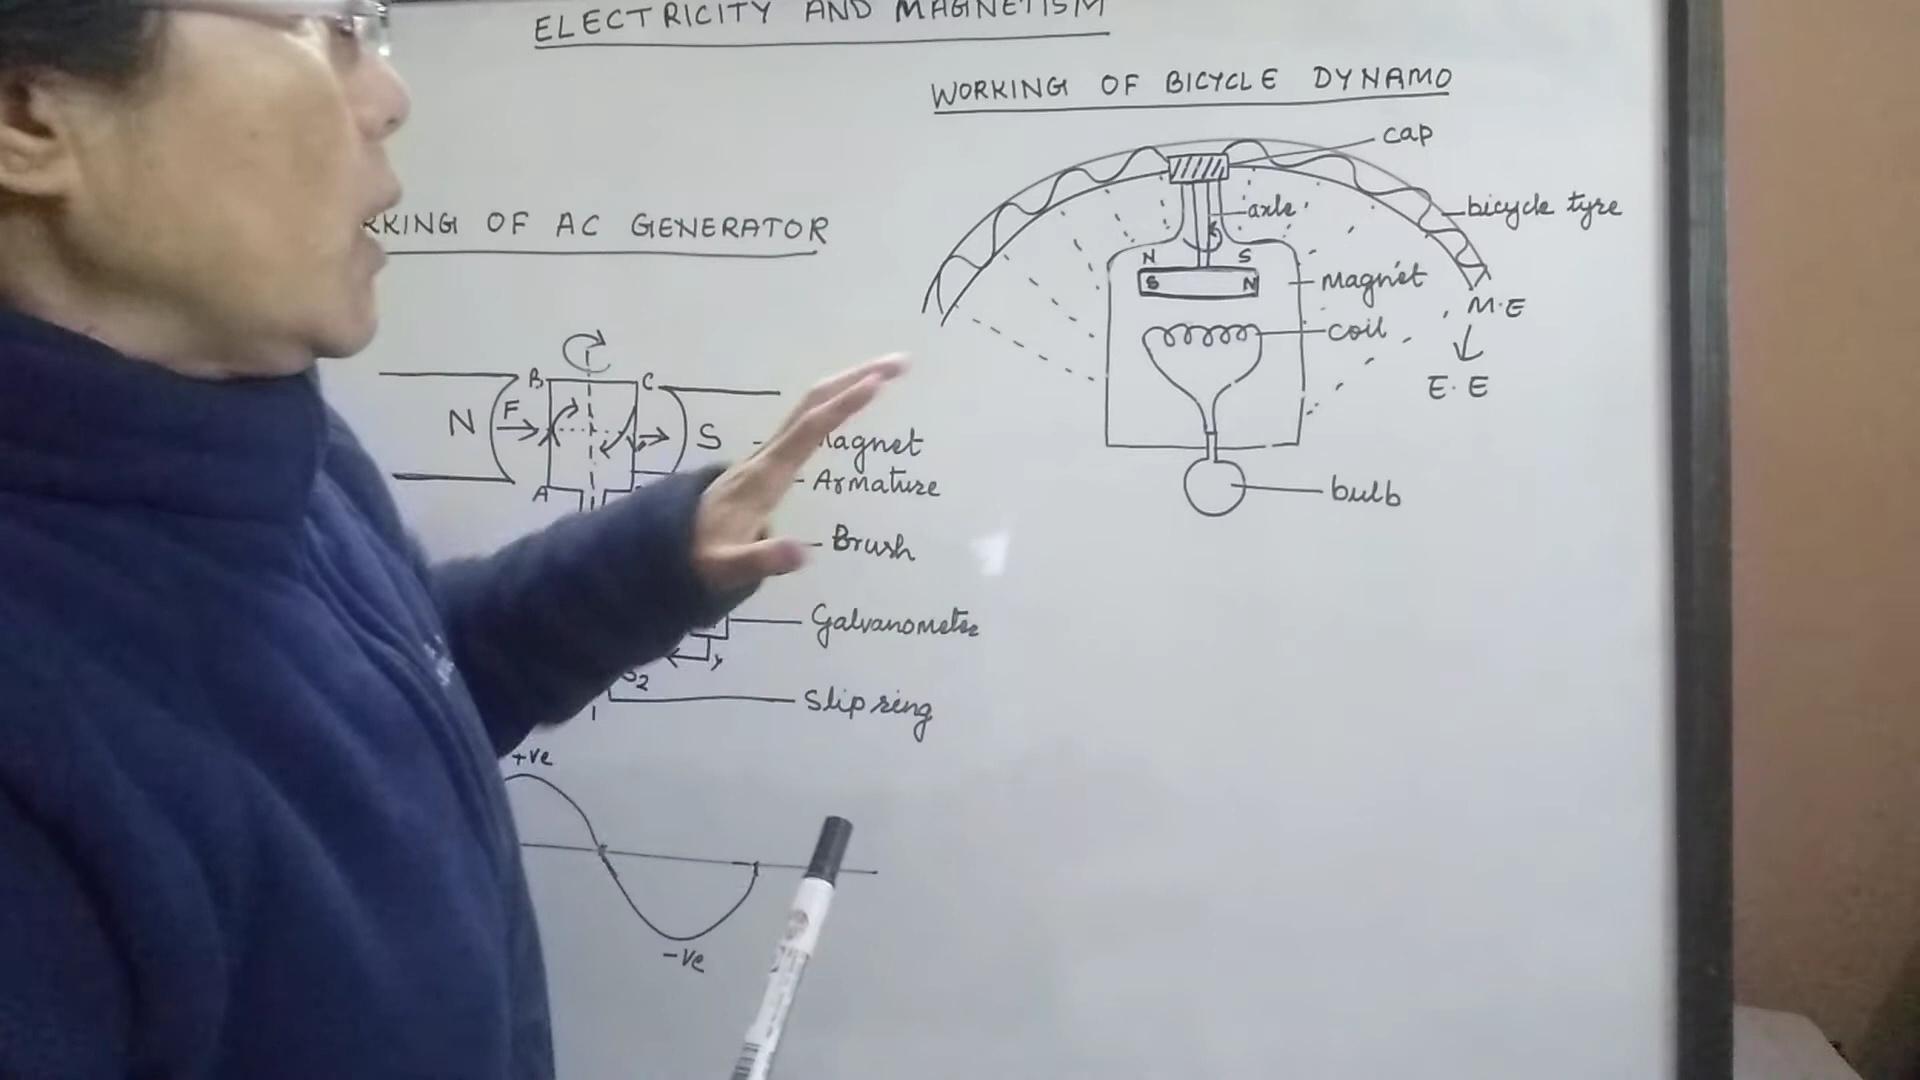 ELECTRICITY AND MAGNETISM
WORKING OF BICYCLE DYNAMO
cap
bicycle tyre
axle
N S
S N
Magnet
M.E
coil
E.E
bulb
RKING OF AC GENERATOR
B C
F
N S
A
Magnet
Armature
Brush
Galvanometer
Y
S2
Slip ring
+ve
-ve